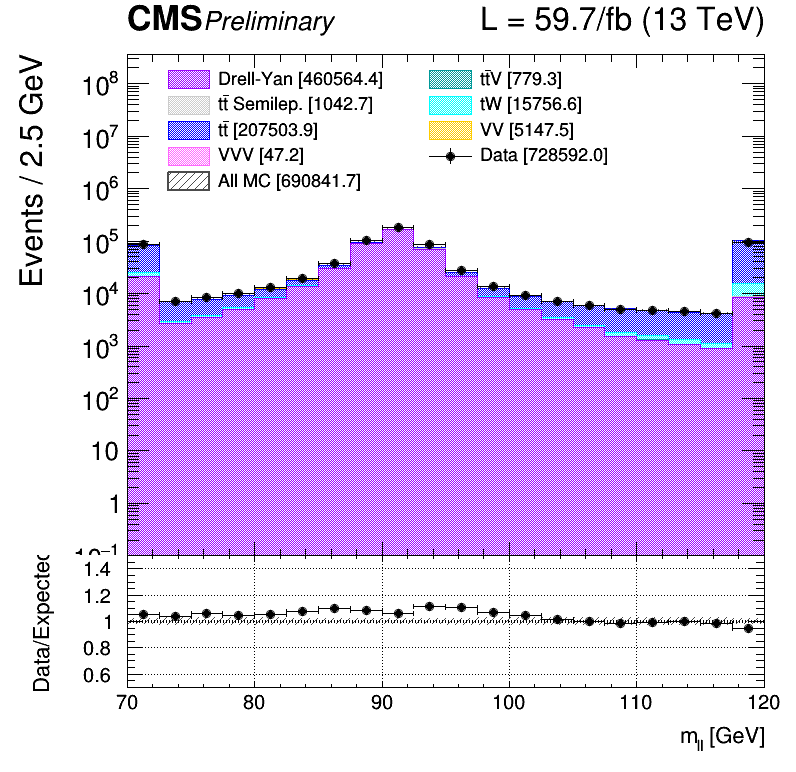 CMS Preliminary L = 59.7/fb (13 TeV)
Events / 2.5 GeV
Drell-Yan [460564.4]
tt̄ Semilep. [1042.7]
tt̄ [207503.9]
VVV [47.2]
All MC [690841.7]
tt̄V [779.3]
tW [15756.6]
VV [5147.5]
Data [728592.0]
10⁸
10⁷
10⁶
10⁵
10⁴
10³
10²
10
1
10⁻¹
Data/Expected
1.4
1.2
1
0.8
0.6
70 80 90 100 110 120
m_ll [GeV]